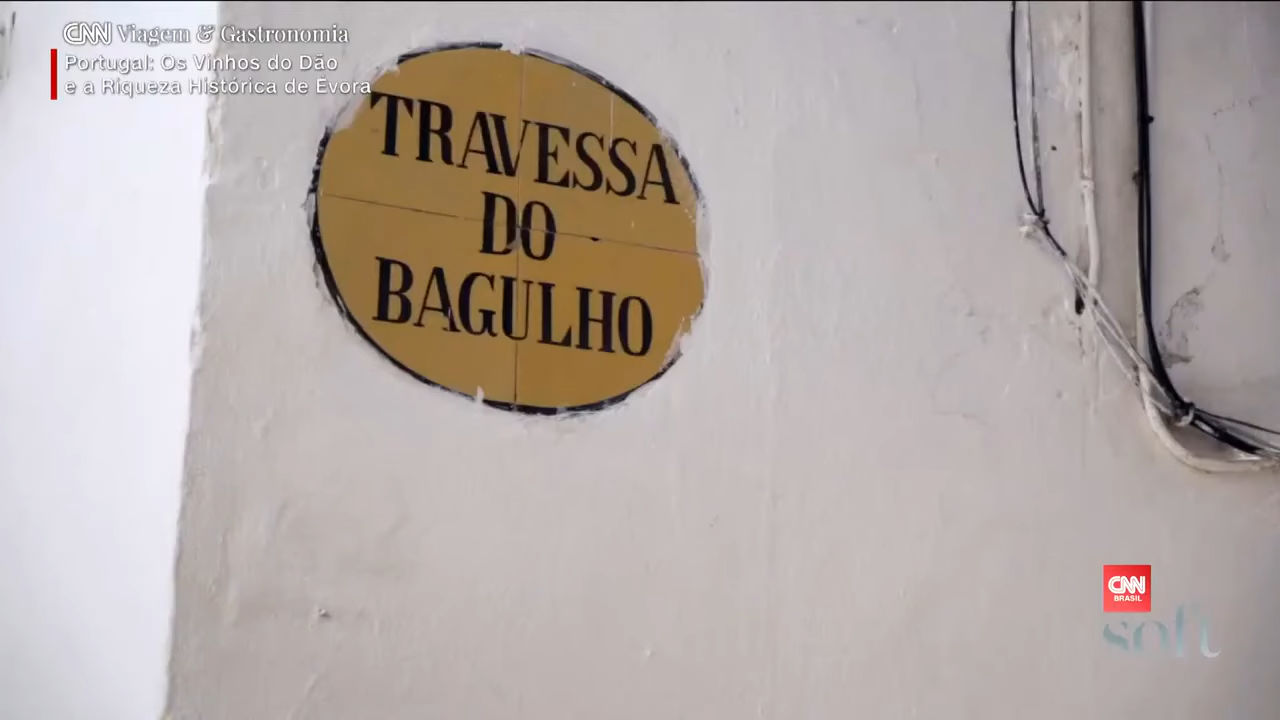 CNN Viagem & Gastronomia
Portugal: Os Vinhos do Dão
e a Riqueza Histórica de Évora
TRAVESSA
DO
BAGULHO
CNN
BRASIL
soft